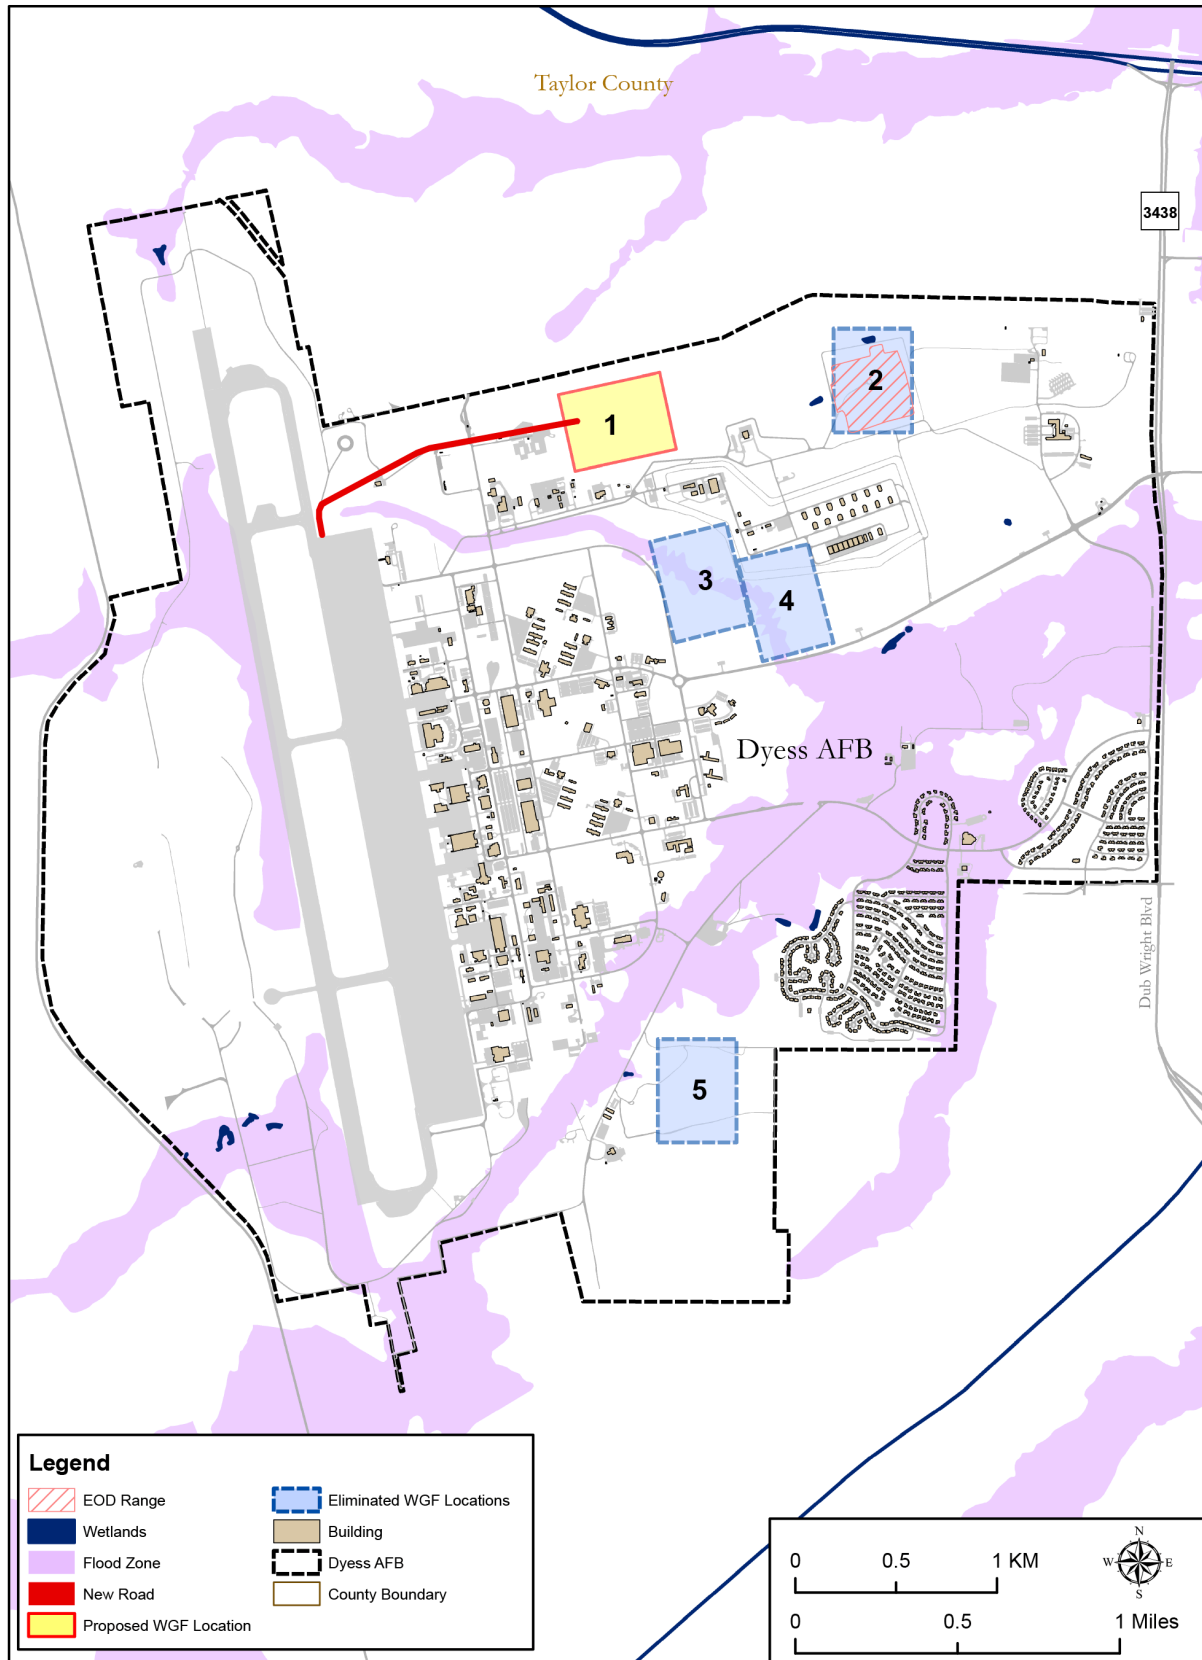 Taylor County
3438
1
2
3
4
Dyess AFB
Dub Wright Blvd
5
Legend
EOD Range
Wetlands
Flood Zone
New Road
Proposed WGF Location
Eliminated WGF Locations
Building
Dyess AFB
County Boundary
N
W E
S
0 0.5 1 KM
0 0.5 1 Miles